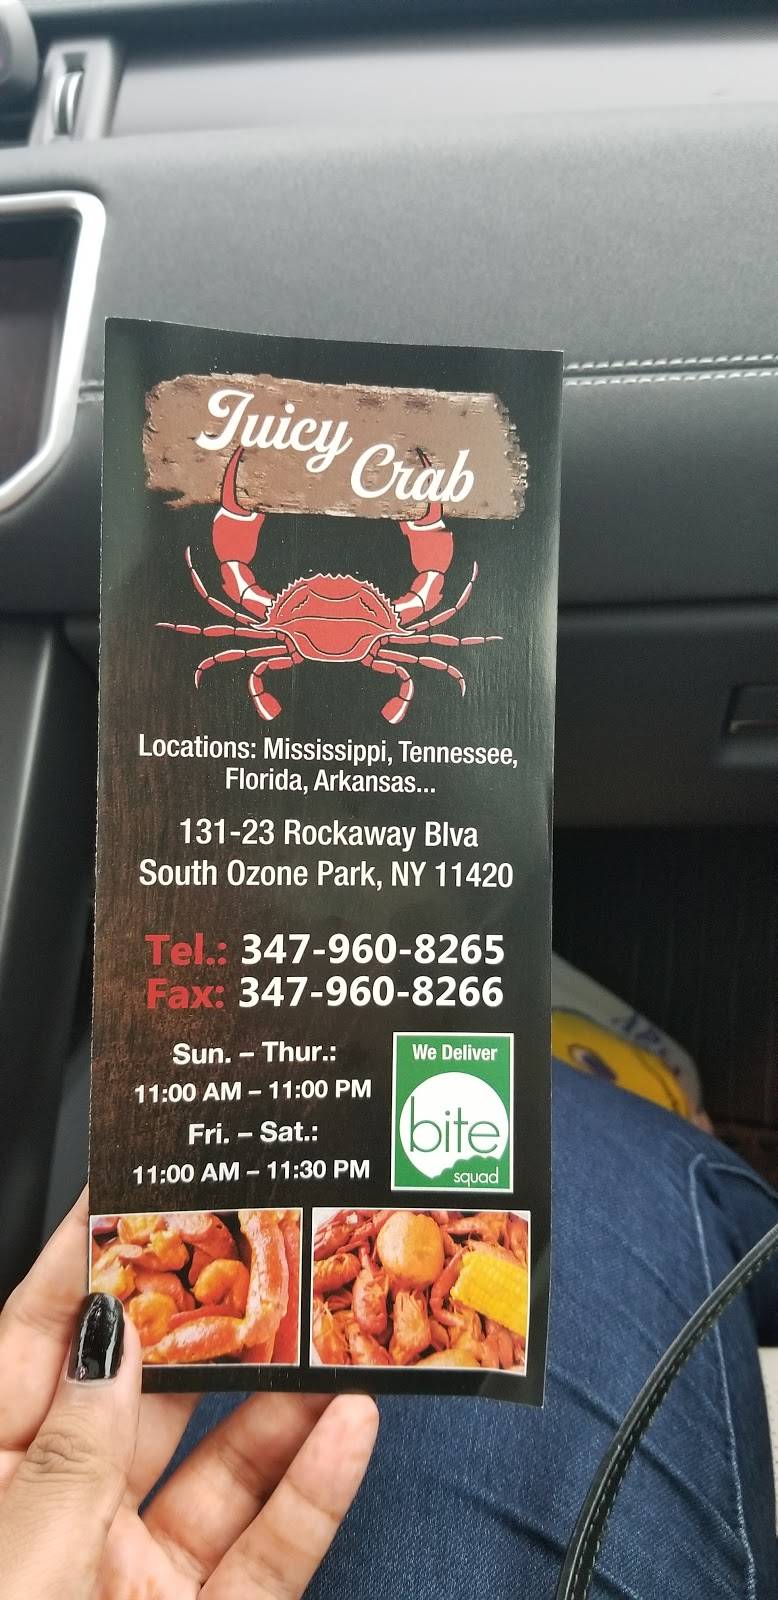 Juicy Crab
Locations: Mississippi, Tennessee,
Florida, Arkansas...
131-23 Rockaway Blva
South Ozone Park, NY 11420
Tel.: 347-960-8265
Fax: 347-960-8266
Sun. – Thur.:
11:00 AM – 11:00 PM
Fri. – Sat.:
11:00 AM – 11:30 PM
We Deliver
bite
squad